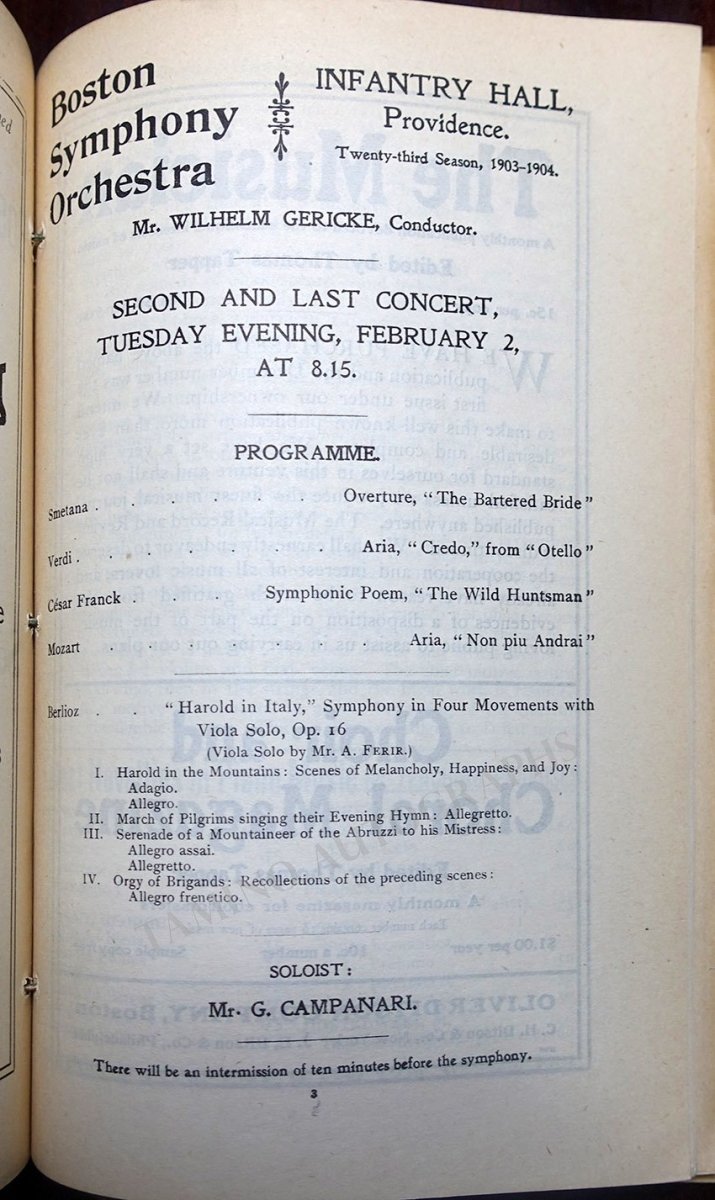 Boston
Symphony
Orchestra
INFANTRY HALL,
Providence.
Twenty-third Season, 1903-1904.
Mr. WILHELM GERICKE, Conductor.
SECOND AND LAST CONCERT,
TUESDAY EVENING, FEBRUARY 2,
AT 8.15.
PROGRAMME.
Smetana . . . . . Overture, "The Bartered Bride"
Verdi . . . . . . Aria, "Credo," from "Otello"
César Franck . . . Symphonic Poem, "The Wild Huntsman"
Mozart . . . . . . Aria, "Non piu Andrai"
Berlioz . . "Harold in Italy," Symphony in Four Movements with
Viola Solo, Op. 16
(Viola Solo by Mr. A. FERIR.)
I. Harold in the Mountains: Scenes of Melancholy, Happiness, and Joy:
Adagio.
Allegro.
II. March of Pilgrims singing their Evening Hymn: Allegretto.
III. Serenade of a Mountaineer of the Abruzzi to his Mistress:
Allegro assai.
Allegretto.
IV. Orgy of Brigands: Recollections of the preceding scenes:
Allegro frenetico.
TAMINO AUTOGRAPHS
SOLOIST:
Mr. G. CAMPANARI.
There will be an intermission of ten minutes before the symphony.
3